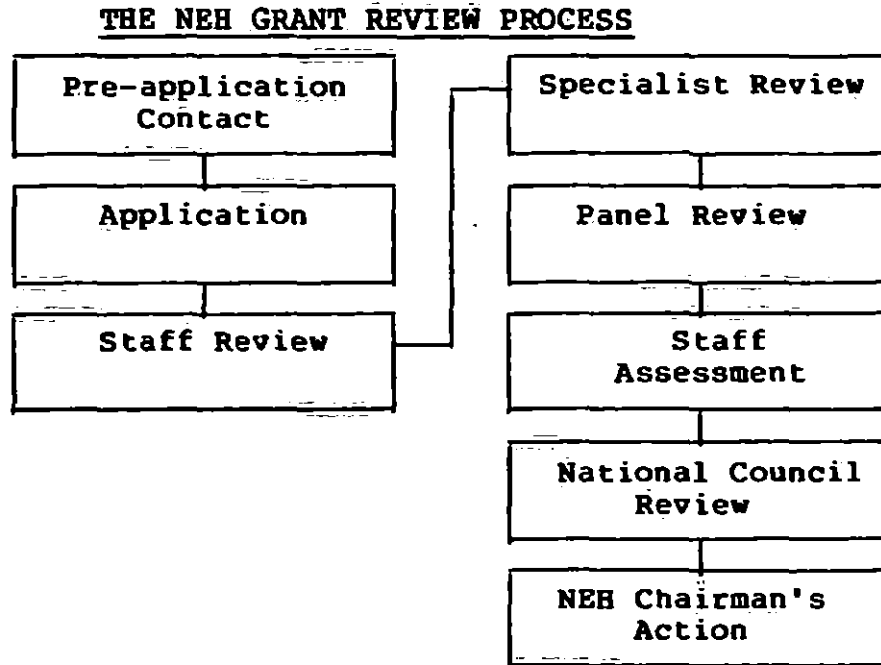 THE NEH GRANT REVIEW PROCESS
Pre-application
Contact
Application
Staff Review
Specialist Review
Panel Review
Staff
Assessment
National Council
Review
NEH Chairman's
Action